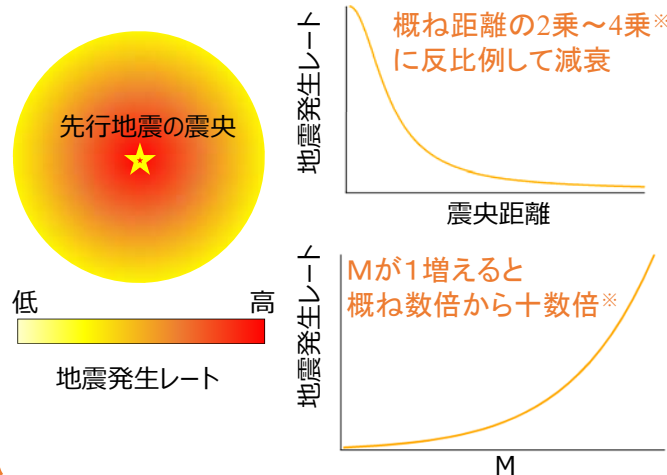 先行地震の震央
低 高
地震発生レート
地震発生レート
概ね距離の2乗～4乗※
に反比例して減衰
震央距離
地震発生レート
Mが1増えると
概ね数倍から十数倍※
M